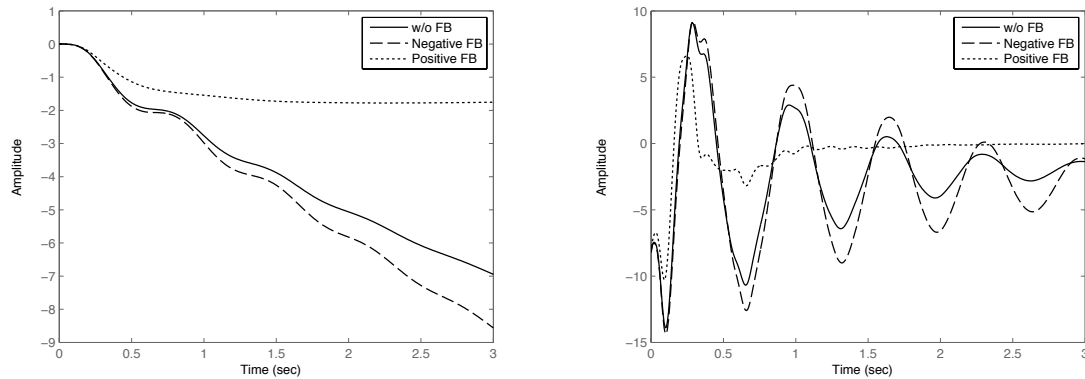 1
0
−1
−2
−3
−4
−5
−6
−7
−8
−9
Amplitude
0 0.5 1 1.5 2 2.5 3
Time (sec)
w/o FB
Negative FB
Positive FB
10
5
0
−5
−10
−15
Amplitude
0 0.5 1 1.5 2 2.5 3
Time (sec)
w/o FB
Negative FB
Positive FB